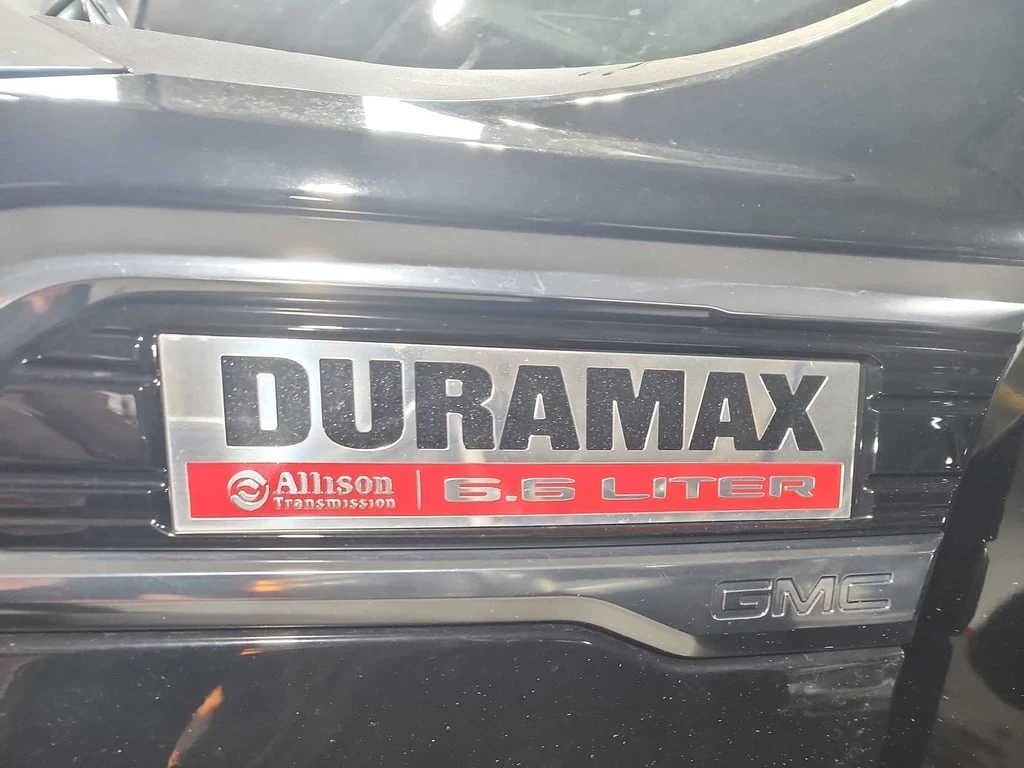 DURAMAX
Allison Transmission | 6.6 LITER
GMC